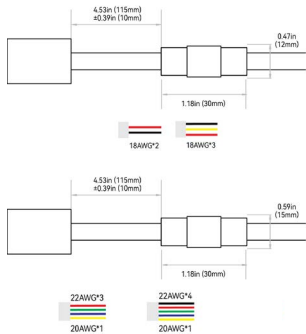 4.53in (115mm)
±0.39in (10mm)
0.47in
(12mm)
1.18in (30mm)
18AWG*2
18AWG*3
4.53in (115mm)
±0.39in (10mm)
0.59in
(15mm)
1.18in (30mm)
22AWG*3
22AWG*4
20AWG*1
20AWG*1